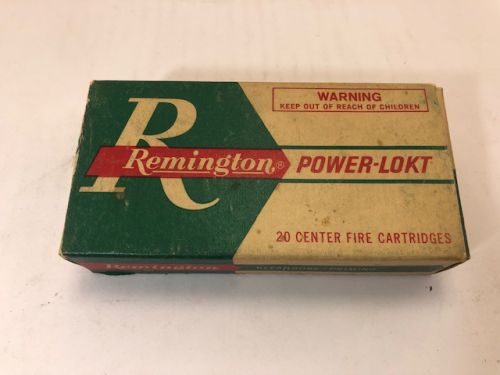 WARNING
KEEP OUT OF REACH OF CHILDREN
R
Remington®
POWER-LOKT
20 CENTER FIRE CARTRIDGES
Remington